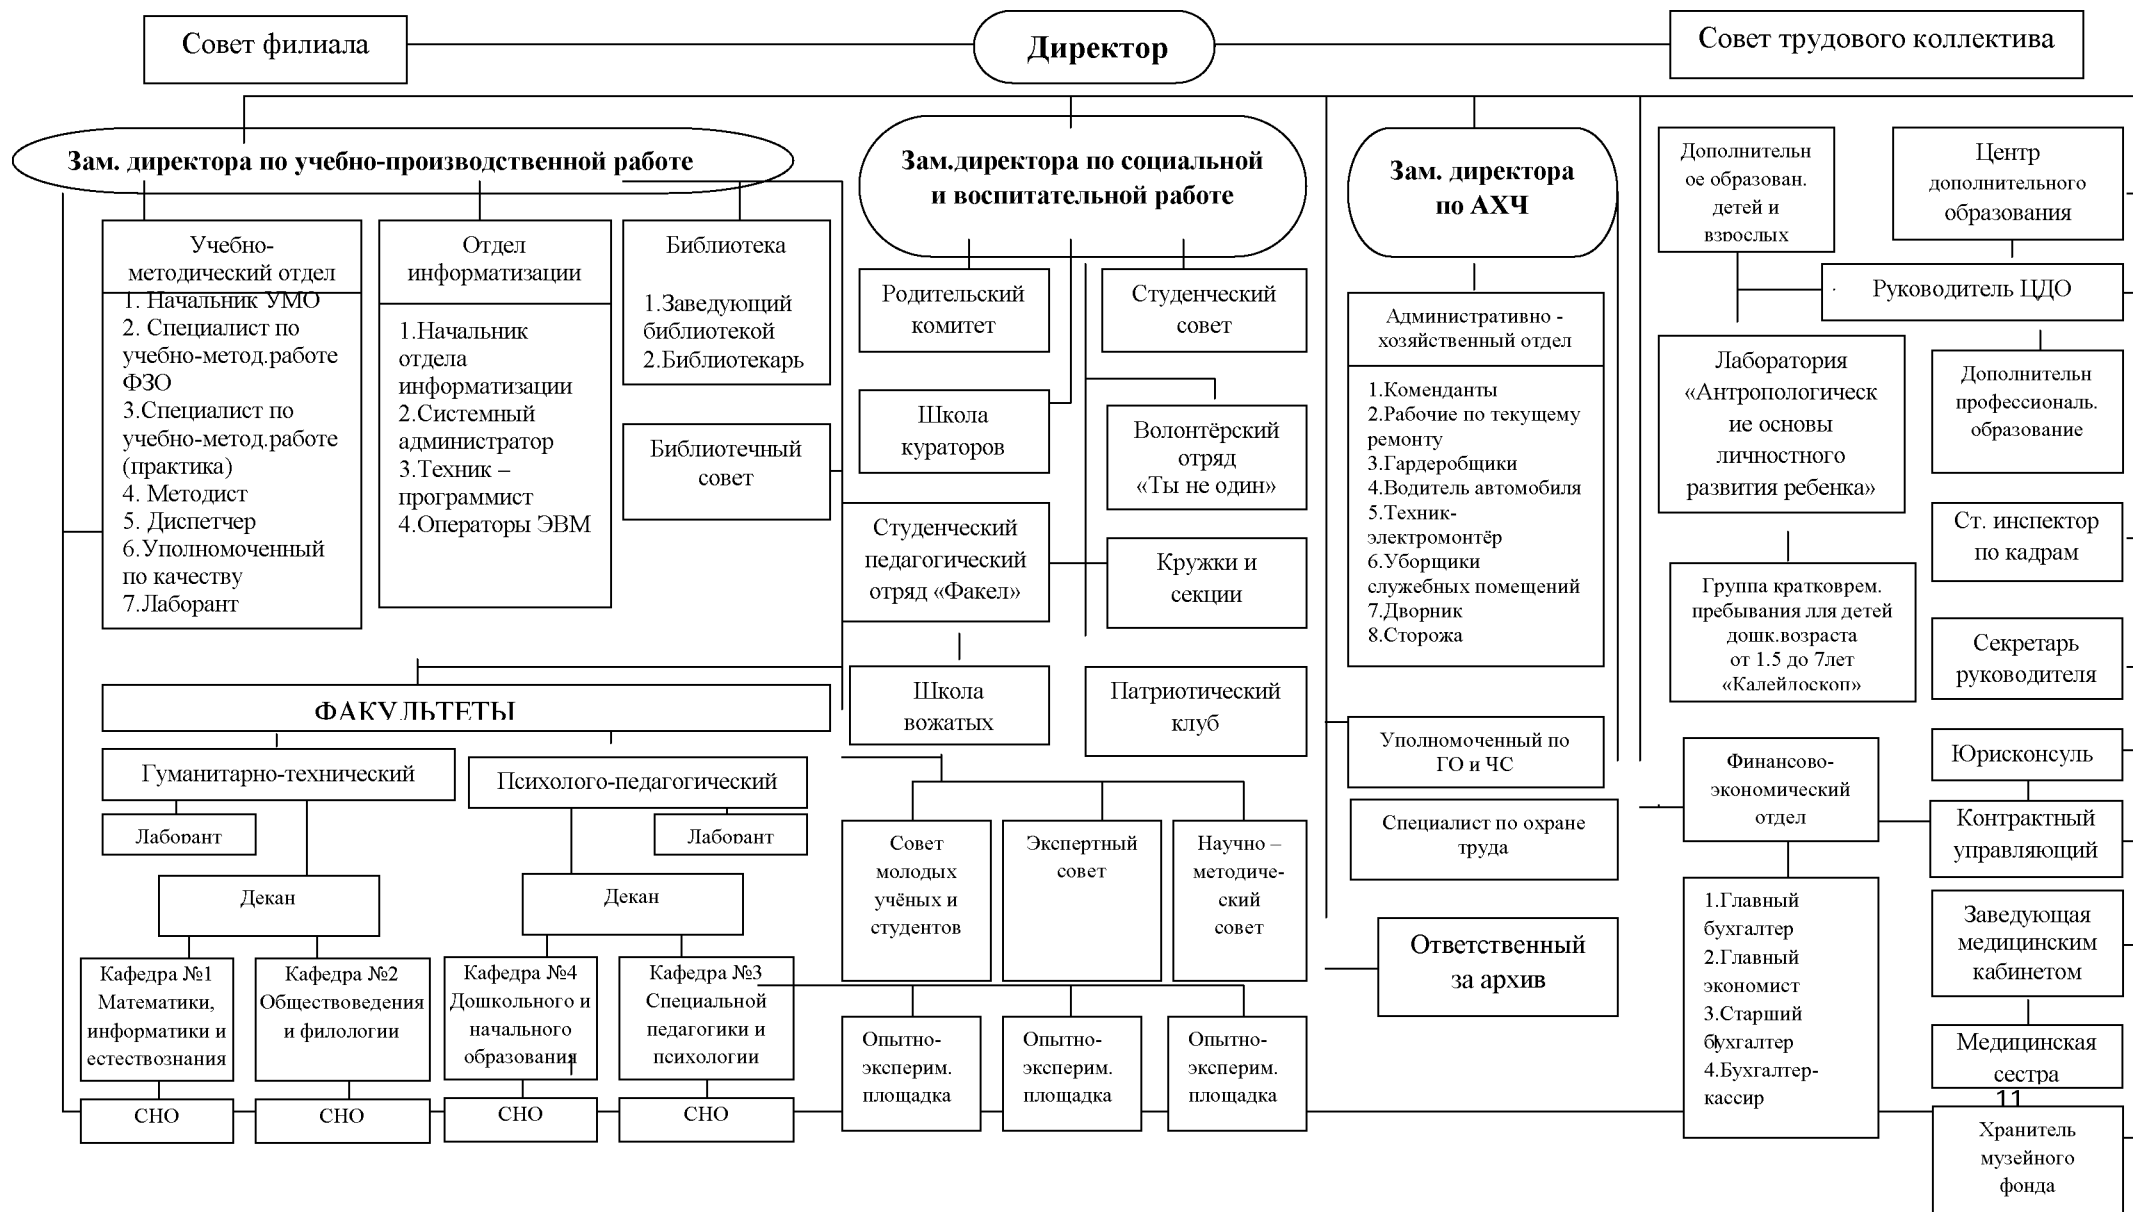 Совет филиала
Директор
Совет трудового коллектива
Зам. директора по учебно-производственной работе
Зам.директора по социальной
и воспитательной работе
Зам. директора
по АХЧ
Дополнительн
ое образован.
детей и
взрослых
Центр
дополнительного
образования
Руководитель ЦДО
Учебно-
методический отдел
1. Начальник УМО
2. Специалист по
учебно-метод.работе
ФЗО
3.Специалист по
учебно-метод.работе
(практика)
4. Методист
5. Диспетчер
6.Уполномоченный
по качеству
7.Лаборант
Отдел
информатизации
1.Начальник
отдела
информатизации
2.Системный
администратор
3.Техник –
программист
4.Операторы ЭВМ
Библиотека
1.Заведующий
библиотекой
2.Библиотекарь
Библиотечный
совет
Родительский
комитет
Студенческий
совет
Школа
кураторов
Волонтёрский
отряд
«Ты не один»
Студенческий
педагогический
отряд «Факел»
Кружки и
секции
Школа
вожатых
Патриотический
клуб
Административно -
хозяйственный отдел
1.Коменданты
2.Рабочие по текущему
ремонту
3.Гардеробщики
4.Водитель автомобиля
5.Техник-
электромонтёр
6.Уборщики
служебных помещений
7.Дворник
8.Сторожа
Уполномоченный по
ГО и ЧС
Специалист по охране
труда
Ответственный
за архив
Лаборатория
«Антропологическ
ие основы
личностного
развития ребенка»
Группа кратковрем.
пребывания лля детей
дошк.возраста
от 1.5 до 7лет
«Калейдоскоп»
Дополнительн
профессиональ.
образование
Ст. инспектор
по кадрам
Секретарь
руководителя
Юрисконсуль
Контрактный
управляющий
Заведующая
медицинским
кабинетом
Медицинская
сестра
11
Хранитель
музейного
фонда
Финансово-
экономический
отдел
1.Главный
бухгалтер
2.Главный
экономист
3.Старший
бухгалтер
4.Бухгалтер-
кассир
ФАКУЛЬТЕТЫ
Гуманитарно-технический
Лаборант
Декан
Психолого-педагогический
Лаборант
Декан
Кафедра №1
Математики,
информатики и
естествознания
Кафедра №2
Обществоведения
и филологии
Кафедра №4
Дошкольного и
начального
образования
Кафедра №3
Специальной
педагогики и
психологии
СНО
СНО
СНО
СНО
Совет
молодых
учёных и
студентов
Экспертный
совет
Научно –
методиче-
ский
совет
Опытно-
эксперим.
площадка
Опытно-
эксперим.
площадка
Опытно-
эксперим.
площадка